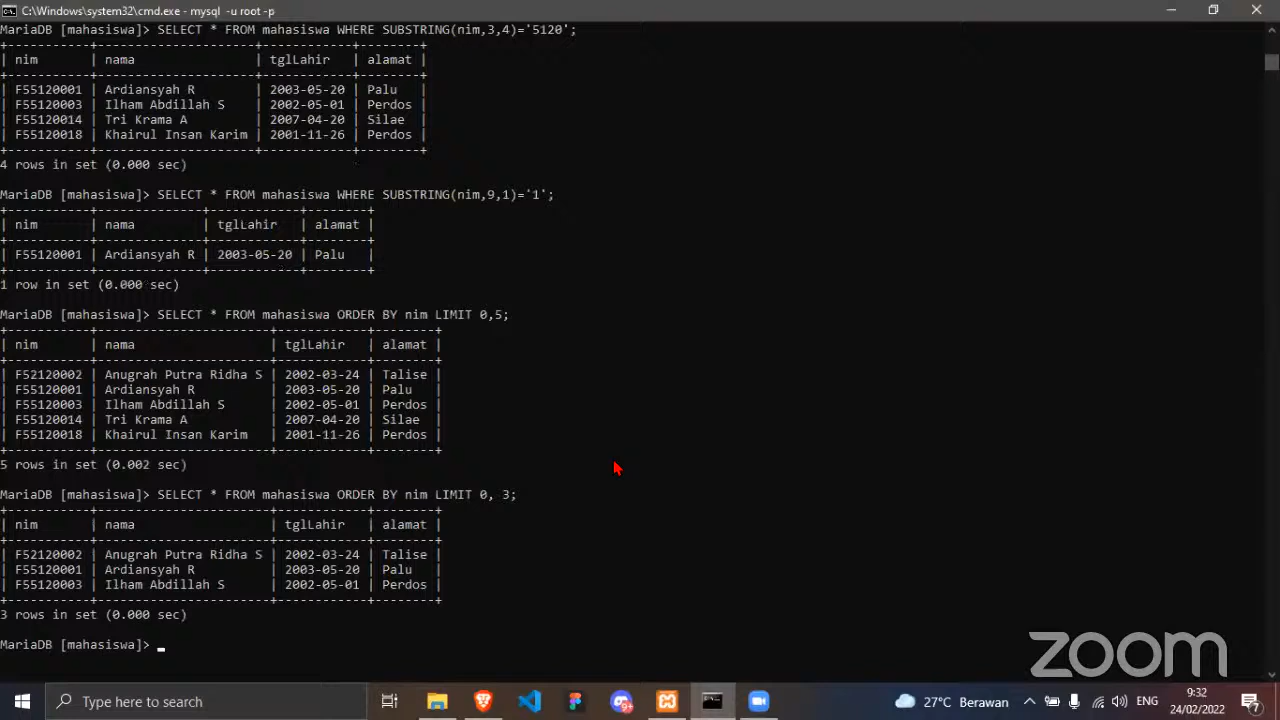 C:\Windows\system32\cmd.exe - mysql -u root -p
MariaDB [mahasiswa]> SELECT * FROM mahasiswa WHERE SUBSTRING(nim,3,4)='5120';
+----------+---------------------+------------+--------+
| nim | nama | tglLahir | alamat |
+----------+---------------------+------------+--------+
| F55120001 | Ardiansyah R | 2003-05-20 | Palu |
| F55120003 | Ilham Abdillah S | 2002-05-01 | Perdos |
| F55120014 | Tri Krama A | 2007-04-20 | Silae |
| F55120018 | Khairul Insan Karim | 2001-11-26 | Perdos |
+----------+---------------------+------------+--------+
4 rows in set (0.000 sec)
MariaDB [mahasiswa]> SELECT * FROM mahasiswa WHERE SUBSTRING(nim,9,1)='1';
+-----------+--------------+------------+--------+
| nim | nama | tglLahir | alamat |
+-----------+--------------+------------+--------+
| F55120001 | Ardiansyah R | 2003-05-20 | Palu |
+-----------+--------------+------------+--------+
1 row in set (0.000 sec)
MariaDB [mahasiswa]> SELECT * FROM mahasiswa ORDER BY nim LIMIT 0,5;
+-----------+-----------------------+------------+--------+
| nim | nama | tglLahir | alamat |
+-----------+-----------------------+------------+--------+
| F52120002 | Anugrah Putra Ridha S | 2002-03-24 | Talise |
| F55120001 | Ardiansyah R | 2003-05-20 | Palu |
| F55120003 | Ilham Abdillah S | 2002-05-01 | Perdos |
| F55120014 | Tri Krama A | 2007-04-20 | Silae |
| F55120018 | Khairul Insan Karim | 2001-11-26 | Perdos |
+-----------+-----------------------+------------+--------+
5 rows in set (0.002 sec)
MariaDB [mahasiswa]> SELECT * FROM mahasiswa ORDER BY nim LIMIT 0, 3;
+-----------+-----------------------+------------+--------+
| nim | nama | tglLahir | alamat |
+-----------+-----------------------+------------+--------+
| F52120002 | Anugrah Putra Ridha S | 2002-03-24 | Talise |
| F55120001 | Ardiansyah R | 2003-05-20 | Palu |
| F55120003 | Ilham Abdillah S | 2002-05-01 | Perdos |
+-----------+-----------------------+------------+--------+
3 rows in set (0.000 sec)
MariaDB [mahasiswa]> _
zoom
Type here to search
27°C Berawan
ENG
9:32
24/02/2022
7